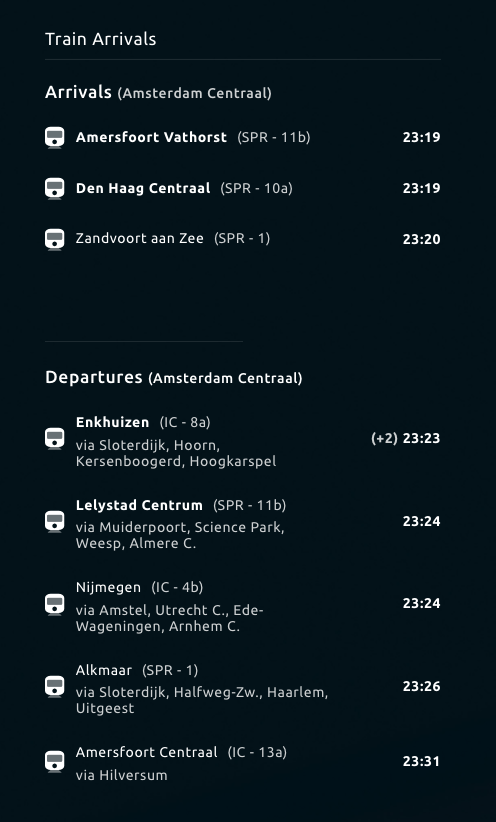 Train Arrivals
Arrivals (Amsterdam Centraal)
Amersfoort Vathorst (SPR - 11b) 23:19
Den Haag Centraal (SPR - 10a) 23:19
Zandvoort aan Zee (SPR - 1) 23:20
Departures (Amsterdam Centraal)
Enkhuizen (IC - 8a)
via Sloterdijk, Hoorn,
Kersenboogerd, Hoogkarspel
(+2) 23:23
Lelystad Centrum (SPR - 11b)
via Muiderpoort, Science Park,
Weesp, Almere C.
23:24
Nijmegen (IC - 4b)
via Amstel, Utrecht C., Ede-
Wageningen, Arnhem C.
23:24
Alkmaar (SPR - 1)
via Sloterdijk, Halfweg-Zw., Haarlem,
Uitgeest
23:26
Amersfoort Centraal (IC - 13a)
via Hilversum
23:31